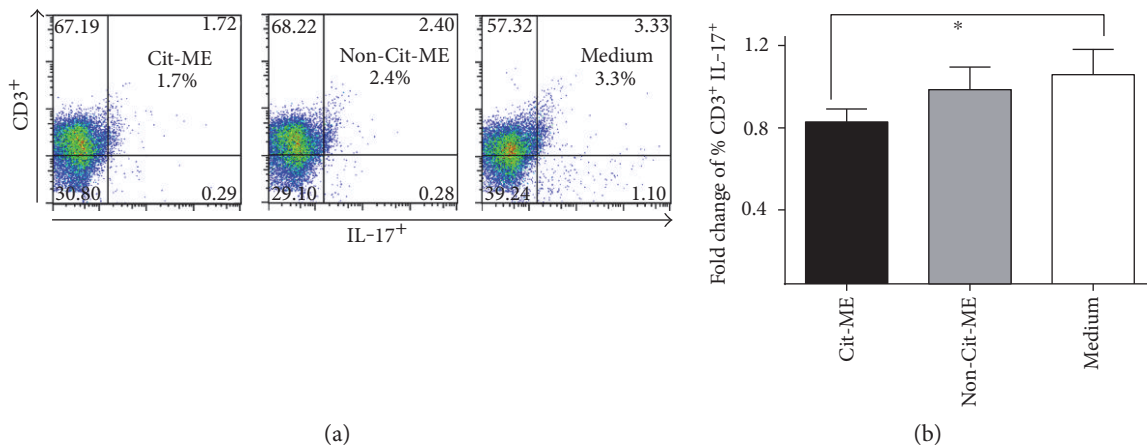 67.19 1.72
Cit-ME
1.7%
30.80 0.29
68.22 2.40
Non-Cit-ME
2.4%
29.10 0.28
57.32 3.33
Medium
3.3%
39.24 1.10
CD3+
IL-17+
(a)
*
1.2
0.8
0.4
Fold change of % CD3+ IL-17+
Cit-ME
Non-Cit-ME
Medium
(b)